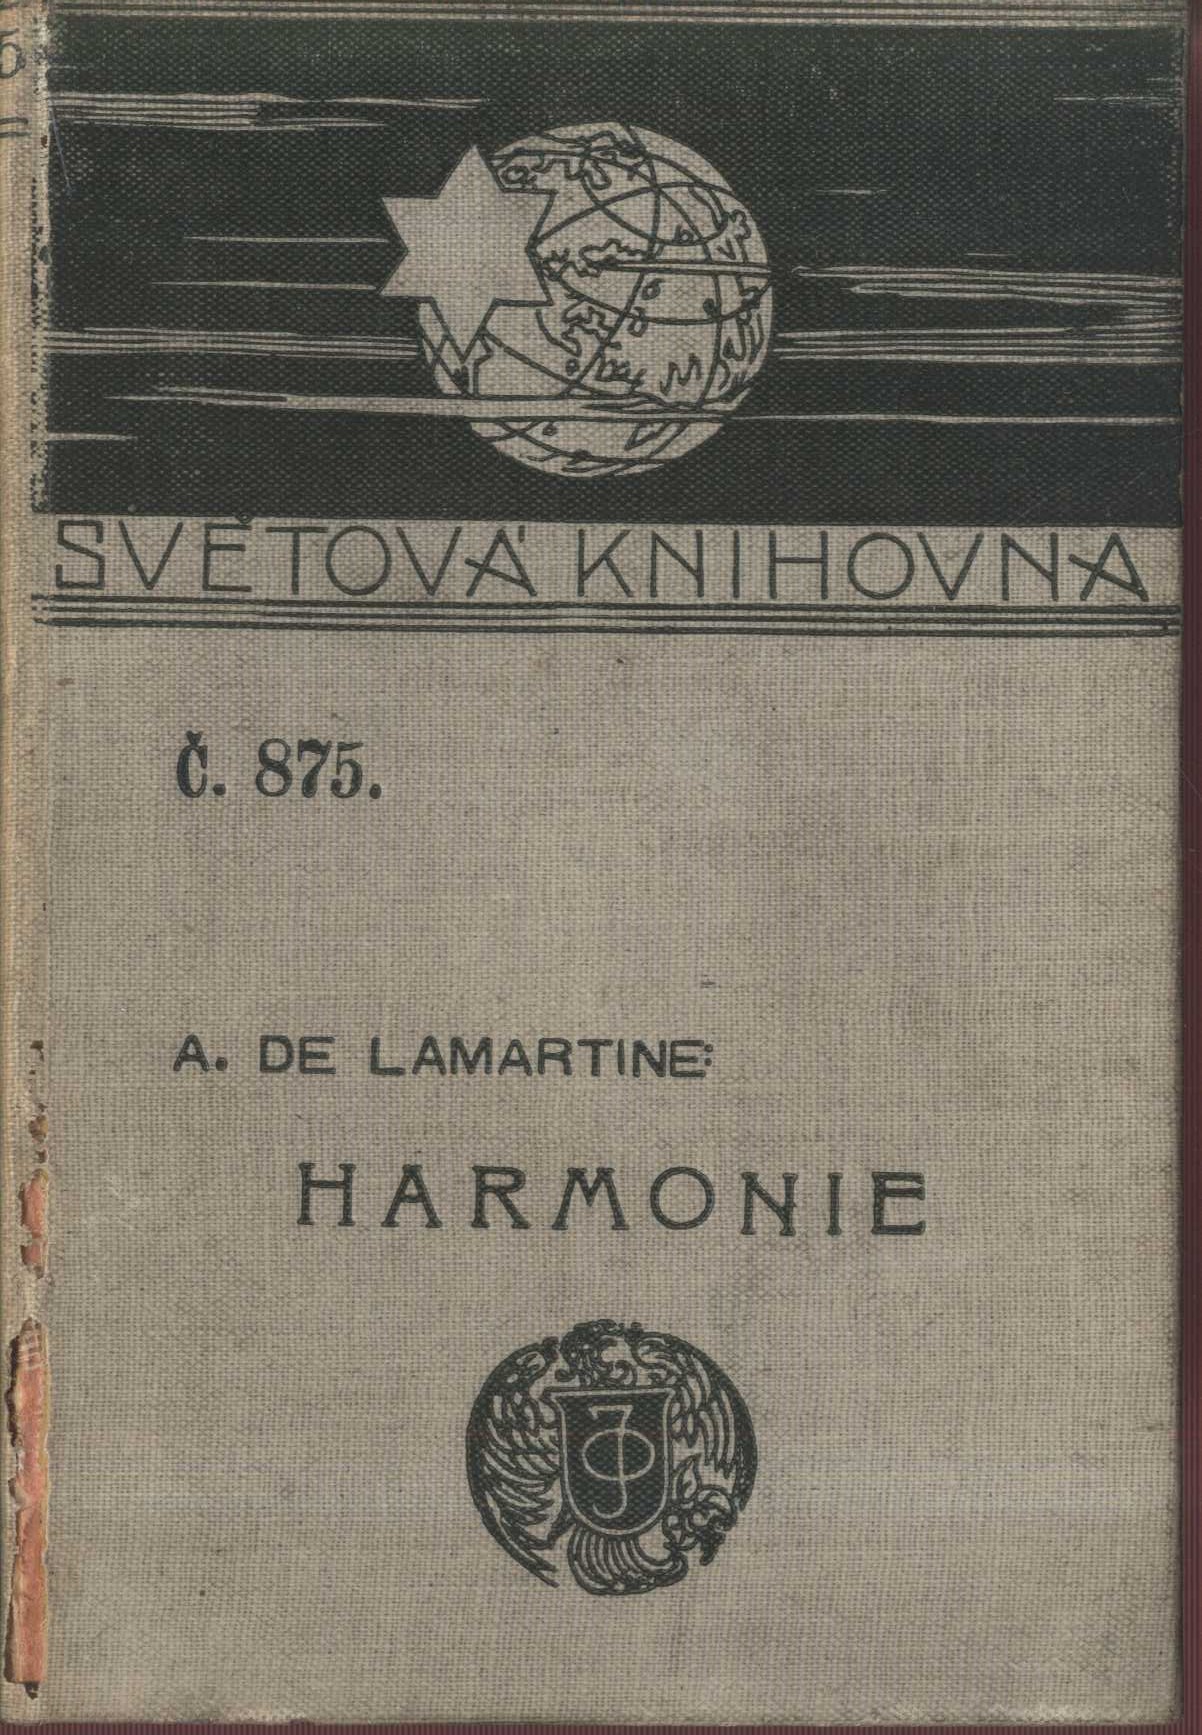 SVĚTOVÁ KNIHOVNA
Č. 875.
A. DE LAMARTINE:
HARMONIE